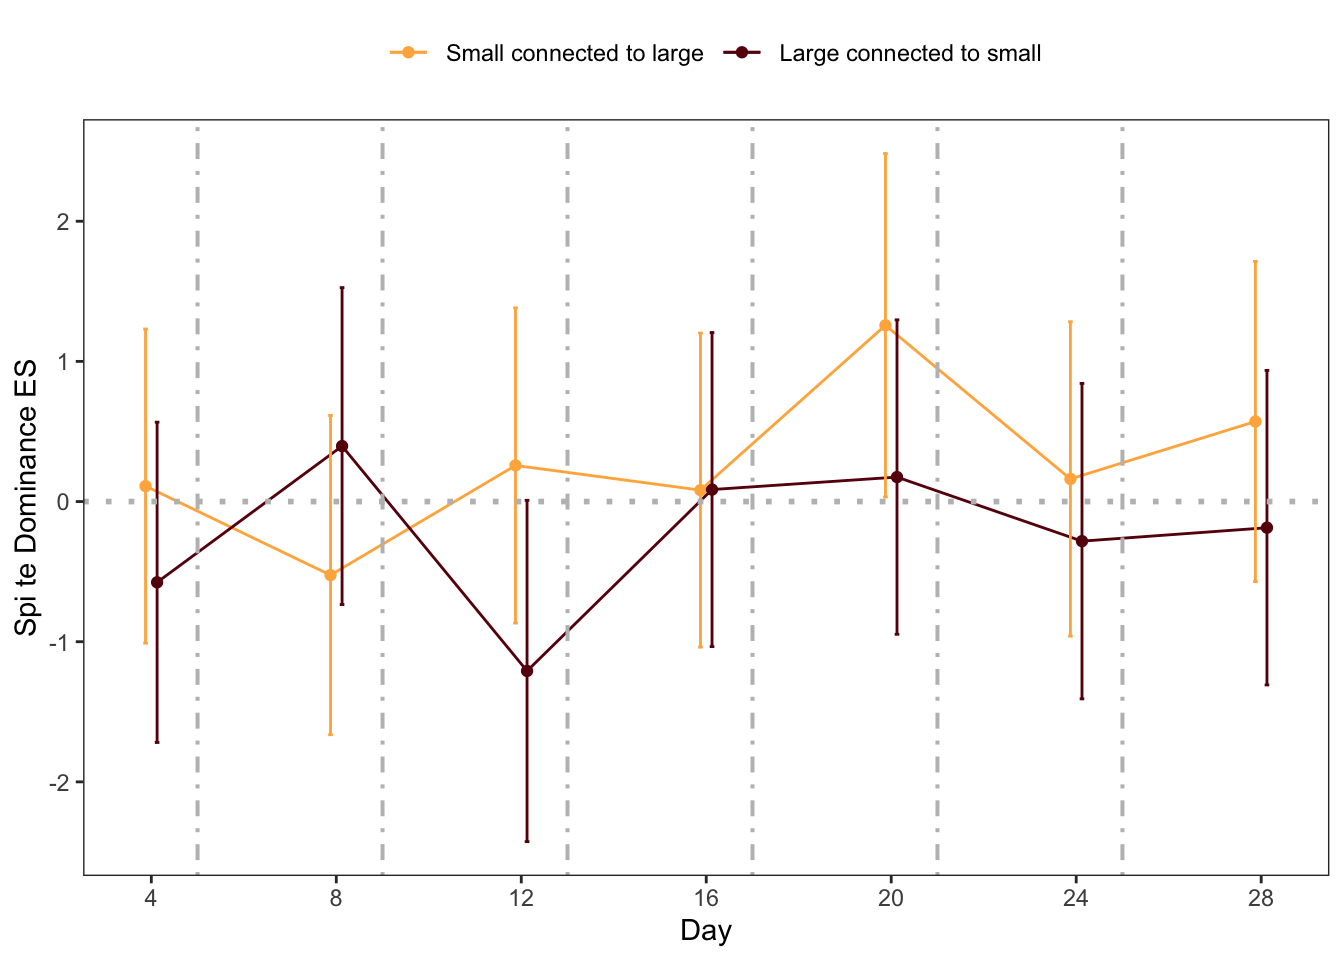 Small connected to large Large connected to small
Spi te Dominance ES
2
1
0
-1
-2
4 8 12 16 20 24 28
Day